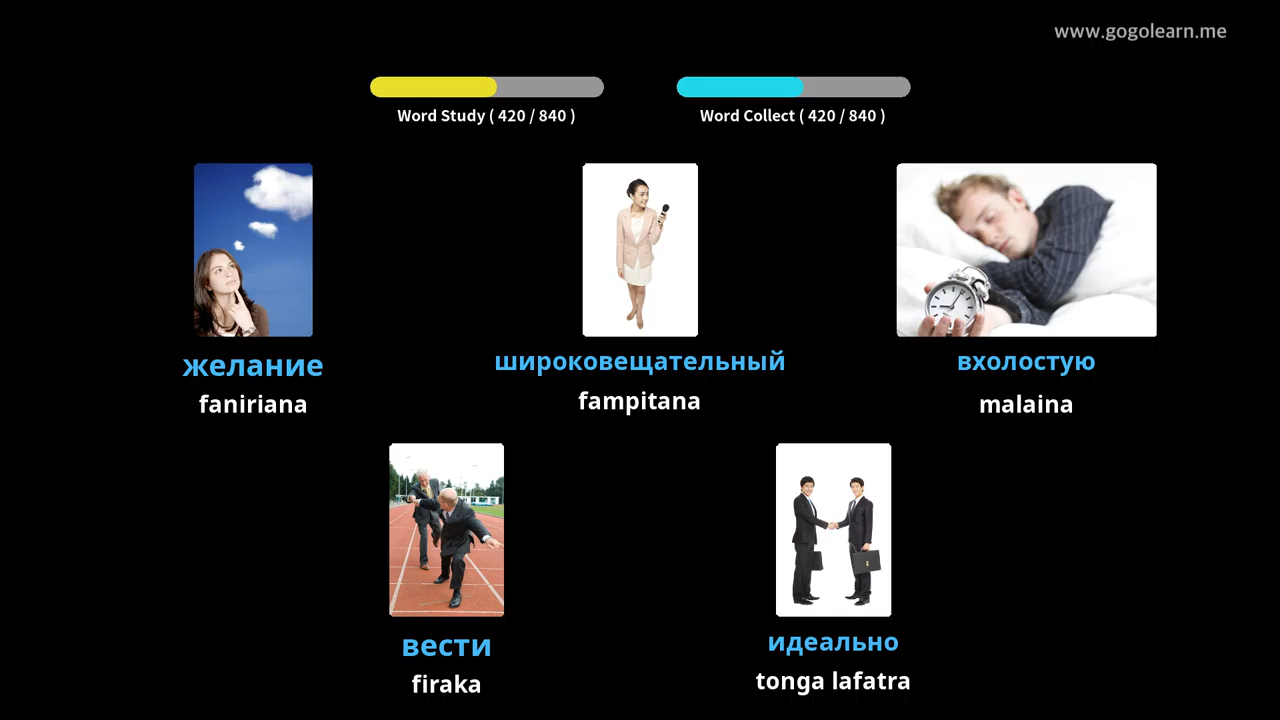 www.gogolearn.me
Word Study ( 420 / 840 )
Word Collect ( 420 / 840 )
желание
faniriana
широковещательный
fampitana
вхолостую
malaina
вести
firaka
идеально
tonga lafatra